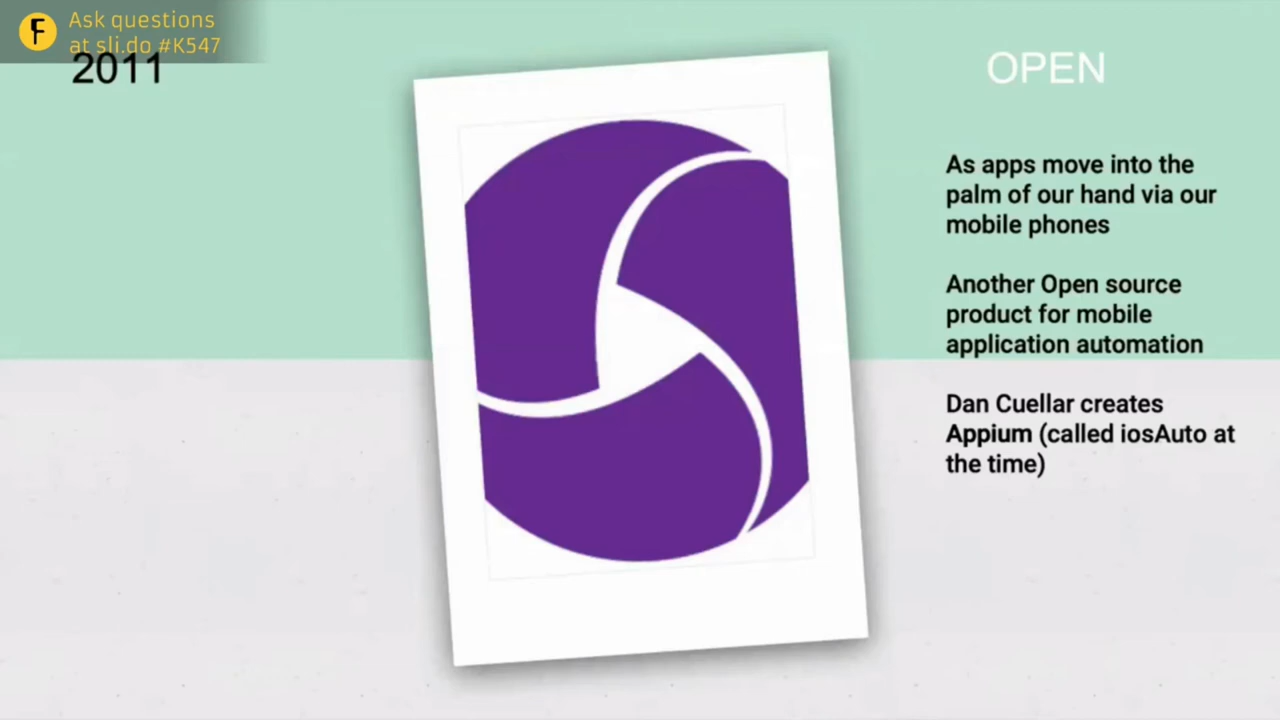 Ask questions
at sli.do #K547
2011
OPEN
As apps move into the
palm of our hand via our
mobile phones
Another Open source
product for mobile
application automation
Dan Cuellar creates
Appium (called iosAuto at
the time)